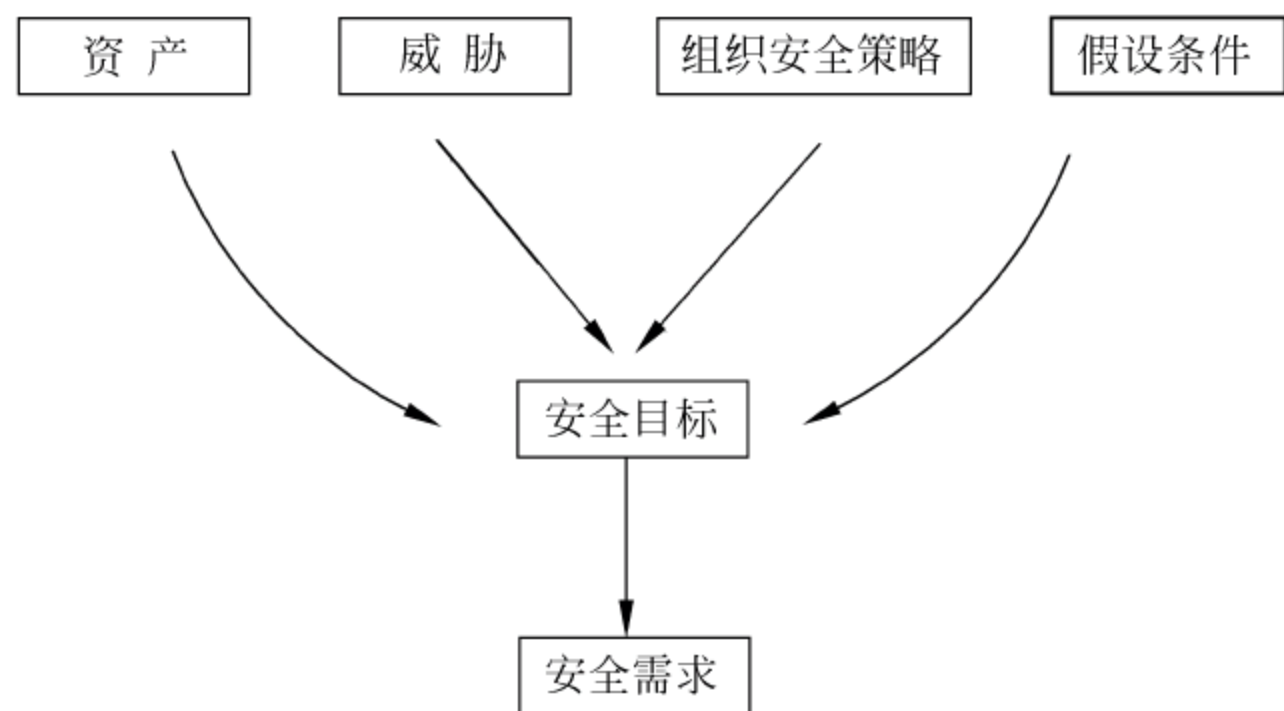 资产
威胁
组织安全策略
假设条件
安全目标
安全需求